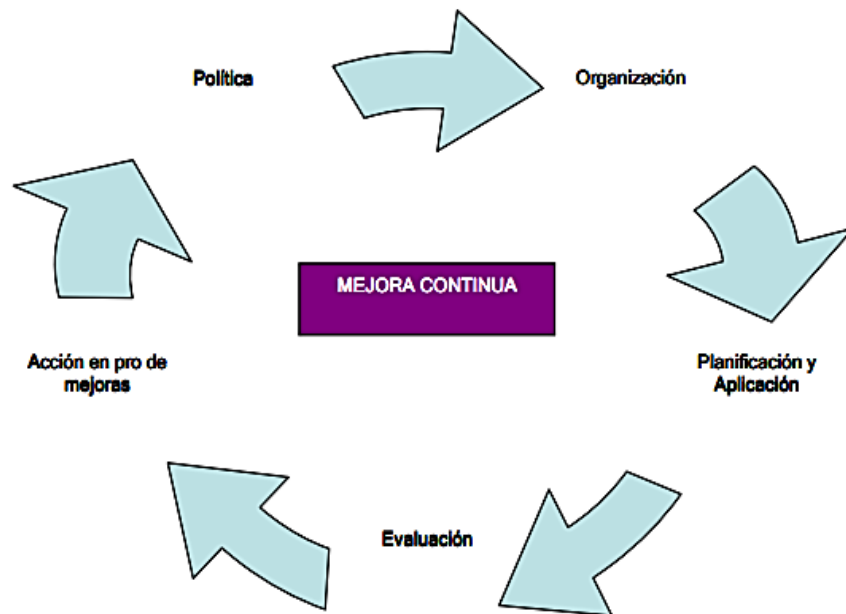 Política
Organización
MEJORA CONTINUA
Acción en pro de
mejoras
Planificación y
Aplicación
Evaluación